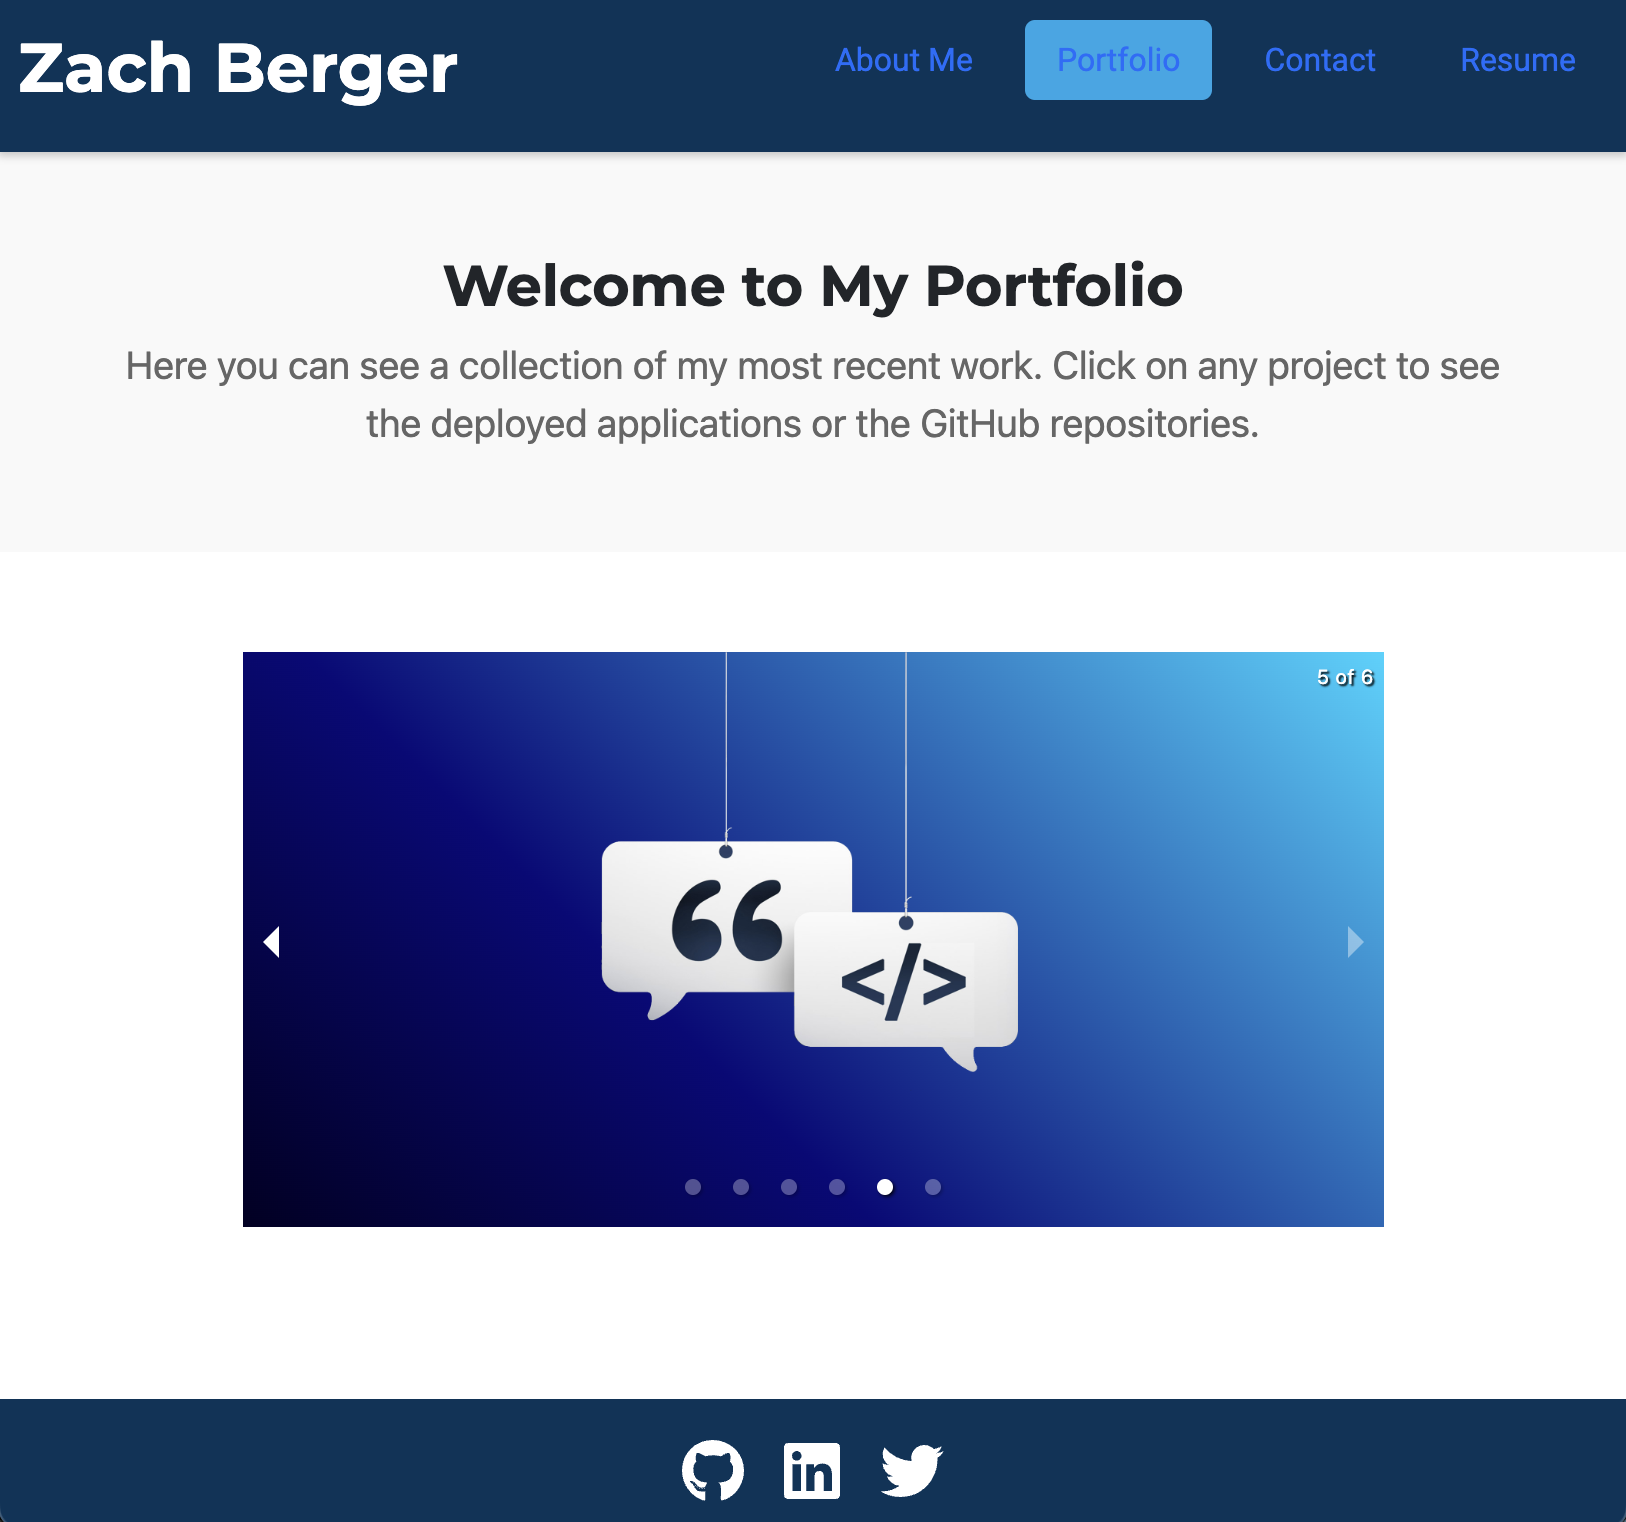 Zach Berger
About Me
Portfolio
Contact
Resume
Welcome to My Portfolio
Here you can see a collection of my most recent work. Click on any project to see
the deployed applications or the GitHub repositories.
5 of 6
“
</>
in